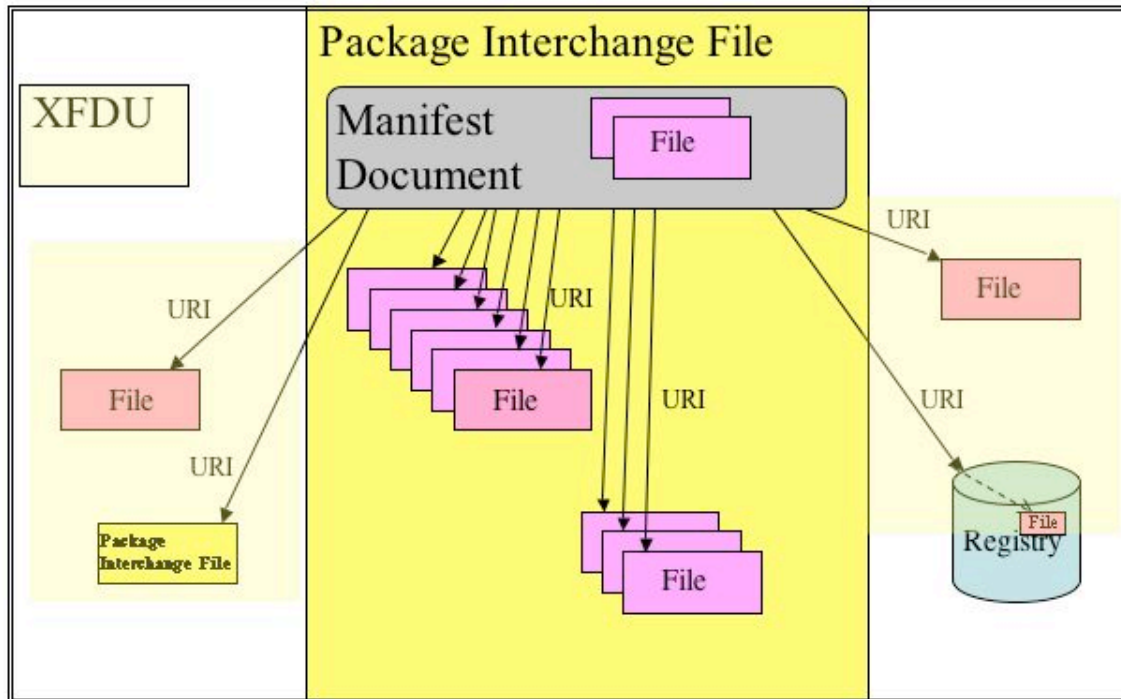 Package Interchange File
XFDU
Manifest
Document
File
URI
File
URI
URI
File
URI
File
URI
URI
File
Package
Interchange File
File
Registry
File